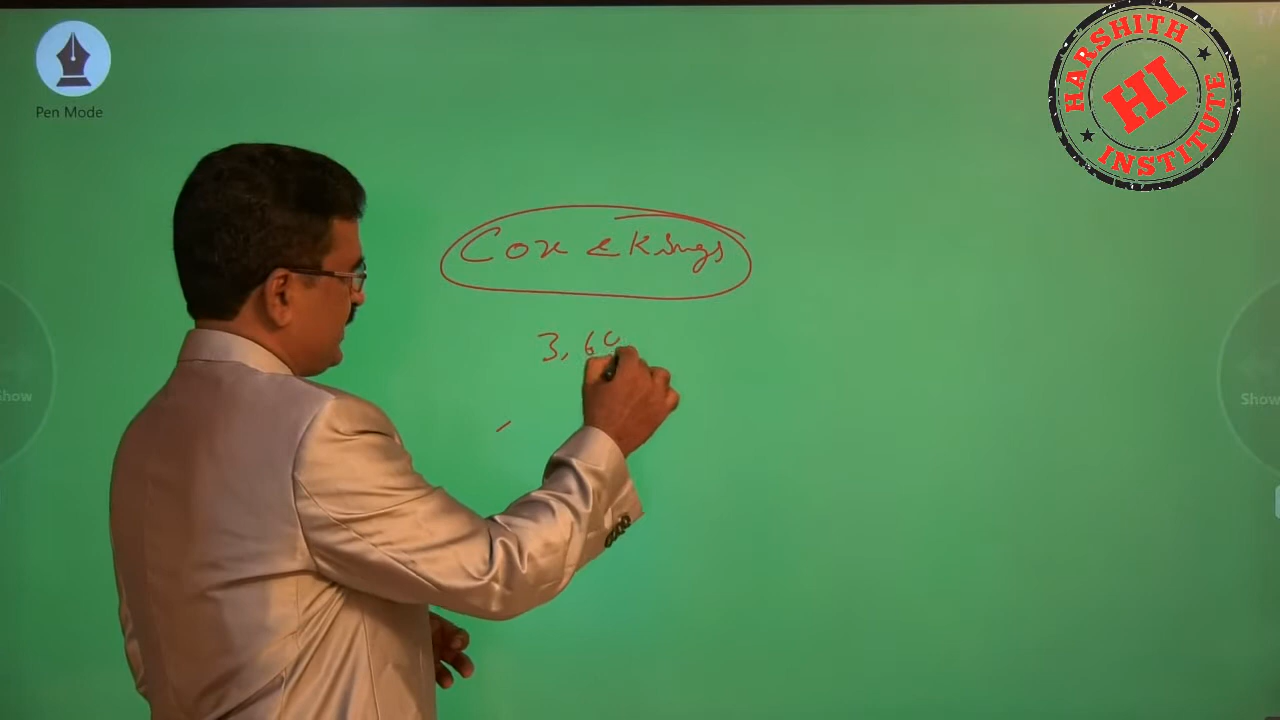 Pen Mode
HARSHITH
HI
INSTITUTE
Cox & Kings
3, 6
Show
Show